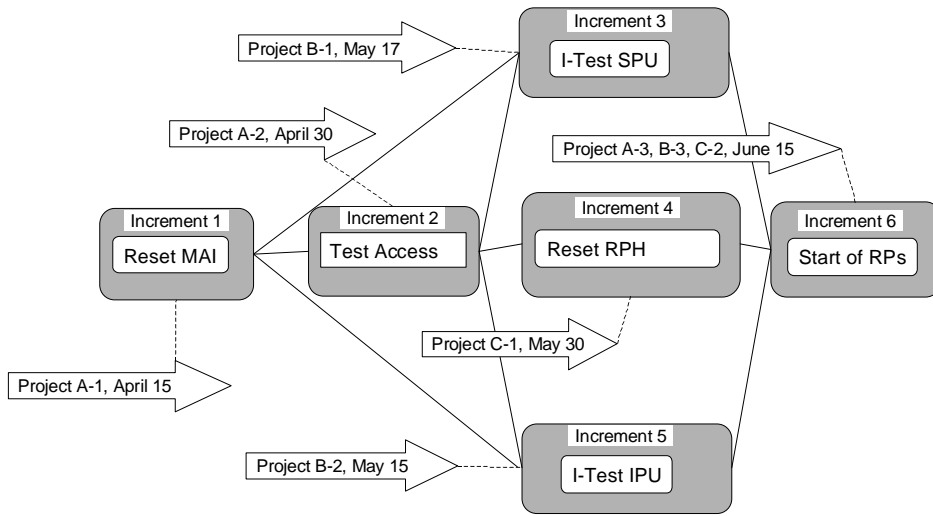 Increment 3
Project B-1, May 17
I-Test SPU
Project A-2, April 30
Project A-3, B-3, C-2, June 15
Increment 1
Increment 2
Increment 4
Increment 6
Reset MAI
Test Access
Reset RPH
Start of RPs
Project C-1, May 30
Project A-1, April 15
Increment 5
Project B-2, May 15
I-Test IPU